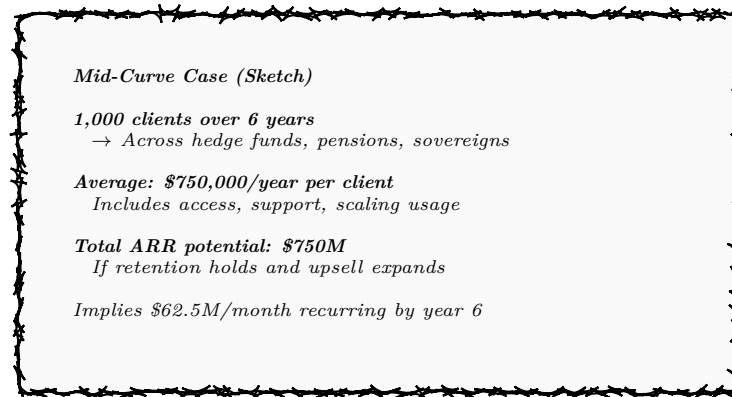 Mid-Curve Case (Sketch)
1,000 clients over 6 years
→ Across hedge funds, pensions, sovereigns
Average: $750,000/year per client
Includes access, support, scaling usage
Total ARR potential: $750M
If retention holds and upsell expands
Implies $62.5M/month recurring by year 6